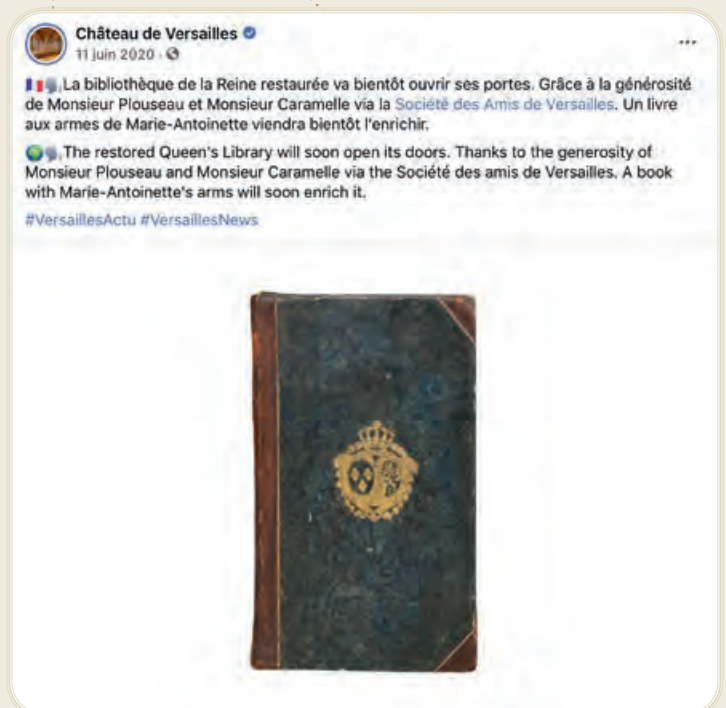 Château de Versailles
11 juin 2020 ·
La bibliothèque de la Reine restaurée va bientôt ouvrir ses portes. Grâce à la générosité
de Monsieur Plouseau et Monsieur Caramelle via la Société des Amis de Versailles. Un livre
aux armes de Marie-Antoinette viendra bientôt l'enrichir.
The restored Queen's Library will soon open its doors. Thanks to the generosity of
Monsieur Plouseau and Monsieur Caramelle via the Société des amis de Versailles. A book
with Marie-Antoinette's arms will soon enrich it.
#VersaillesActu #VersaillesNews